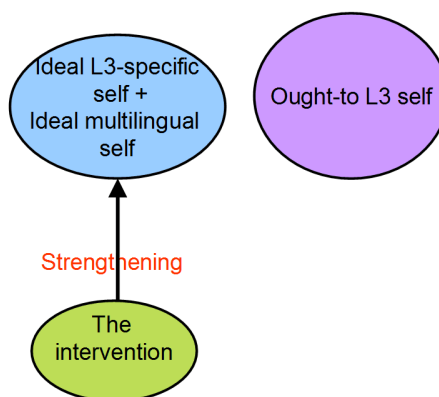 Ideal L3-specific
self +
Ideal multilingual
self
Ought-to L3 self
Strengthening
The
intervention